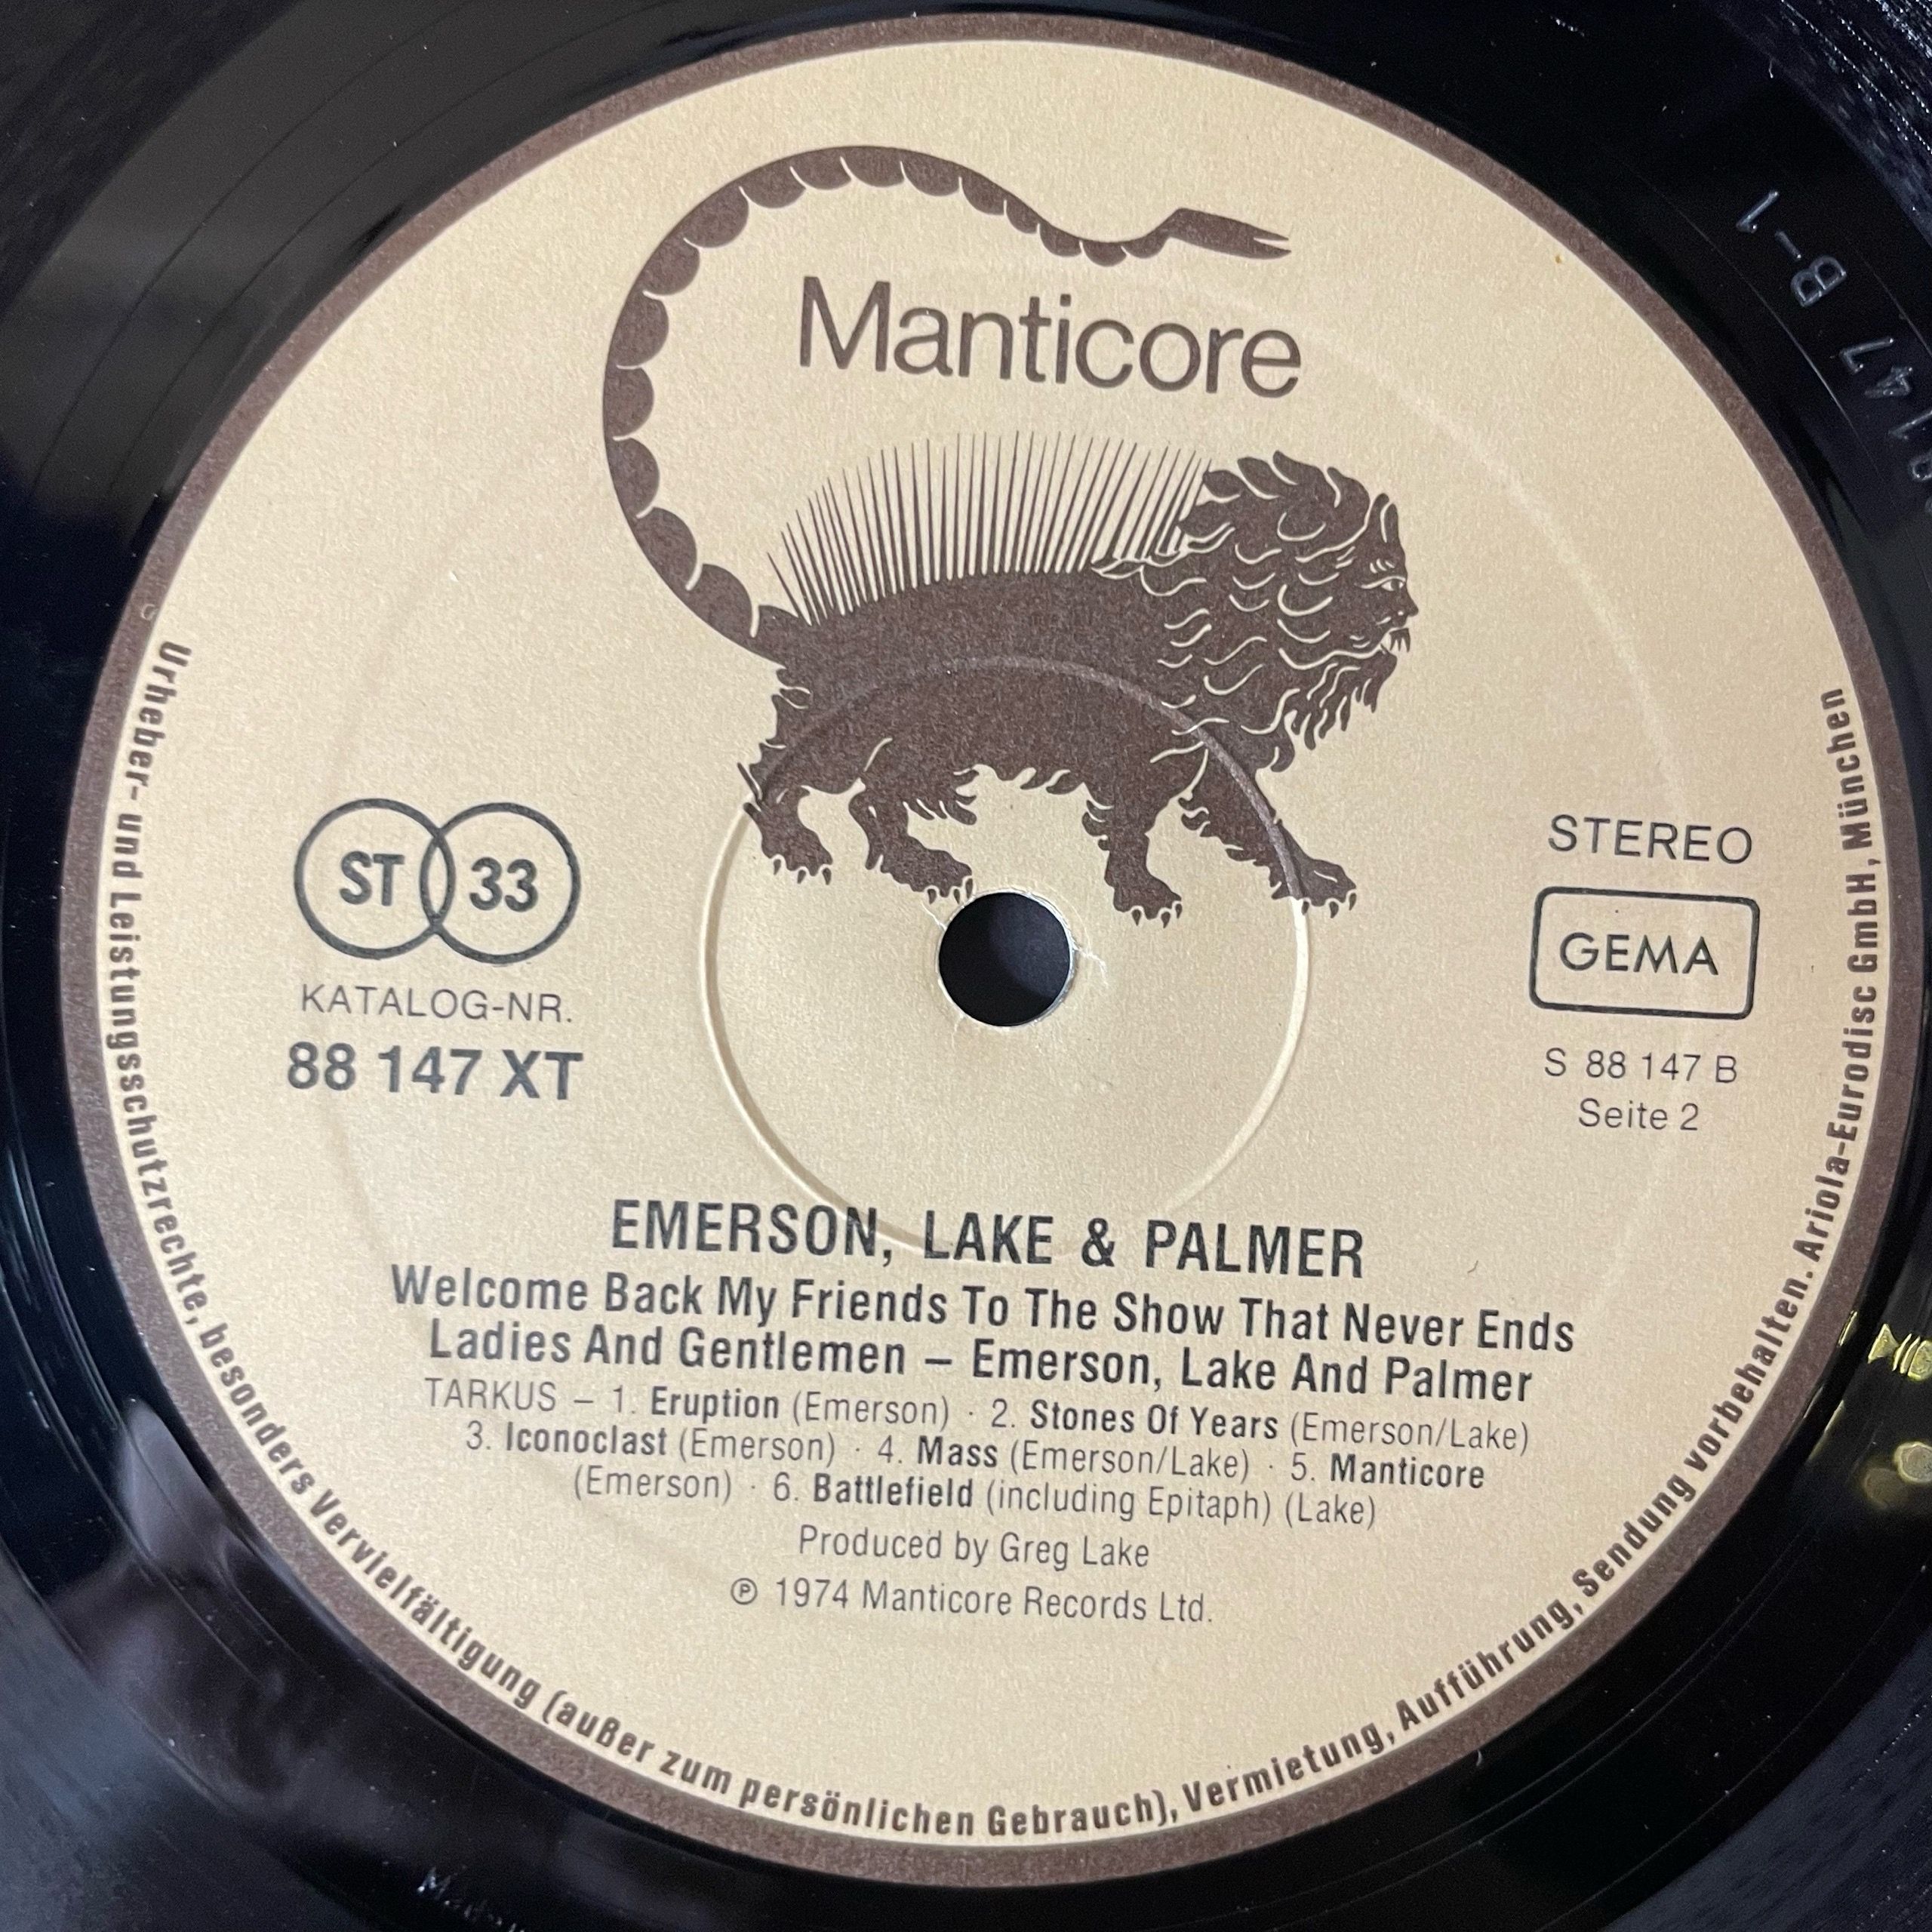 Manticore
ST 33
KATALOG-NR.
88 147 XT
STEREO
GEMA
S 88 147 B
Seite 2
EMERSON, LAKE & PALMER
Welcome Back My Friends To The Show That Never Ends
Ladies And Gentlemen – Emerson, Lake And Palmer
TARKUS – 1. Eruption (Emerson) · 2. Stones Of Years (Emerson/Lake)
3. Iconoclast (Emerson) · 4. Mass (Emerson/Lake) · 5. Manticore
(Emerson) · 6. Battlefield (including Epitaph) (Lake)
Produced by Greg Lake
℗ 1974 Manticore Records Ltd.
Urheber- und Leistungsschutzrechte, besonders Vervielfältigung (außer zum persönlichen Gebrauch), Vermietung, Aufführung, Sendung vorbehalten. Ariola-Eurodisc GmbH, München
147 B-1